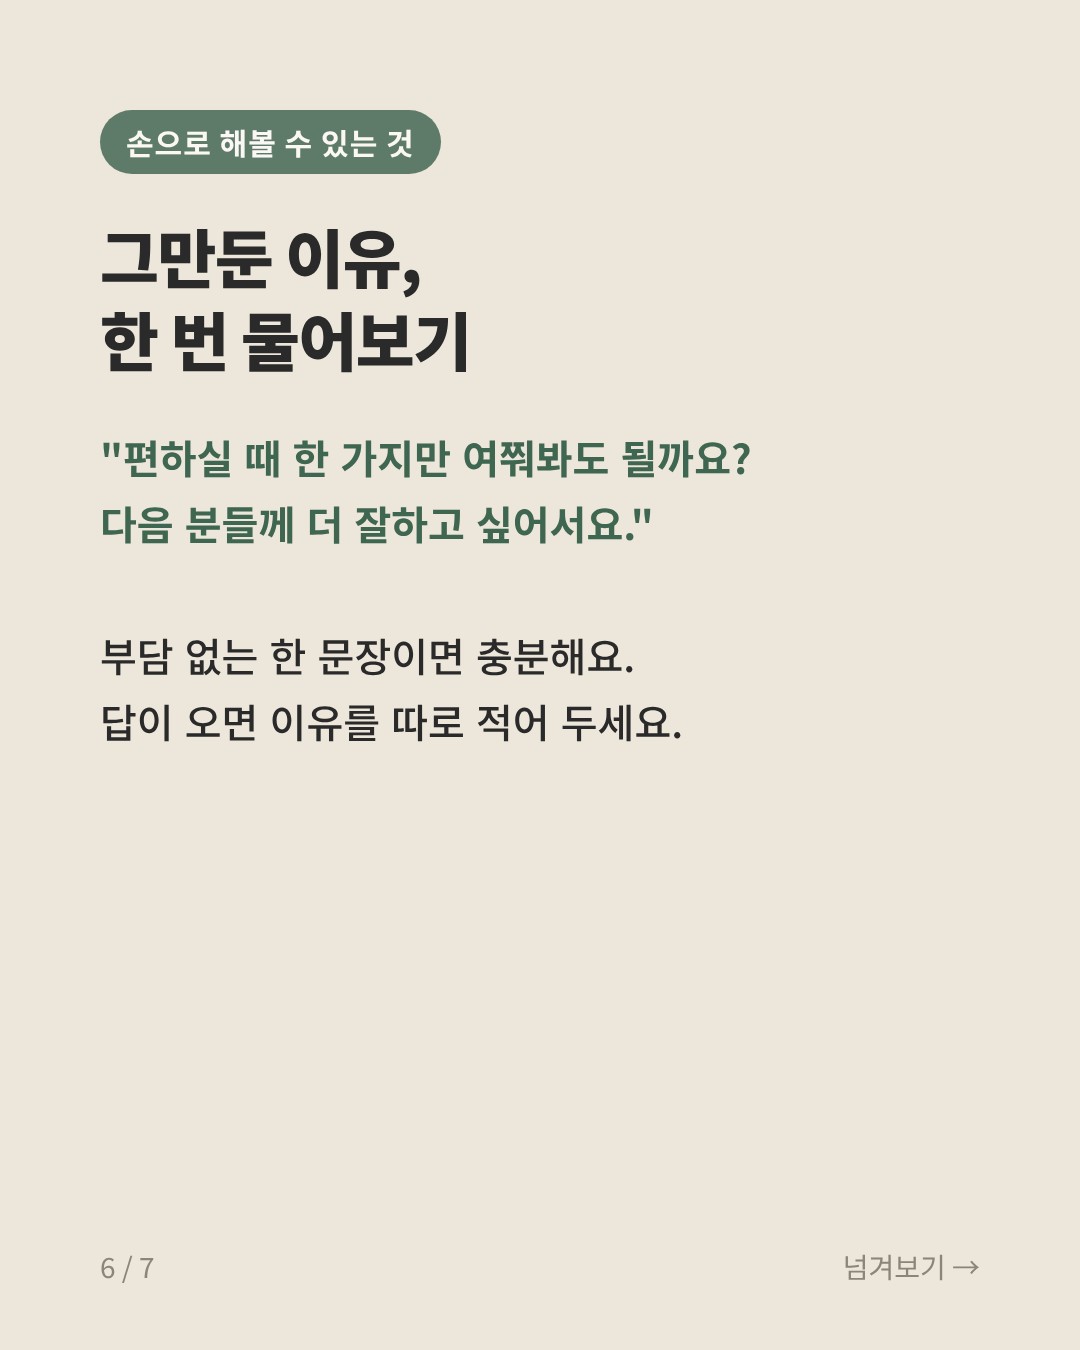 손으로 해볼 수 있는 것
그만둔 이유,
한 번 물어보기
"편하실 때 한 가지만 여쭤봐도 될까요?
다음 분들께 더 잘하고 싶어서요."
부담 없는 한 문장이면 충분해요.
답이 오면 이유를 따로 적어 두세요.
6 / 7
넘겨보기 →